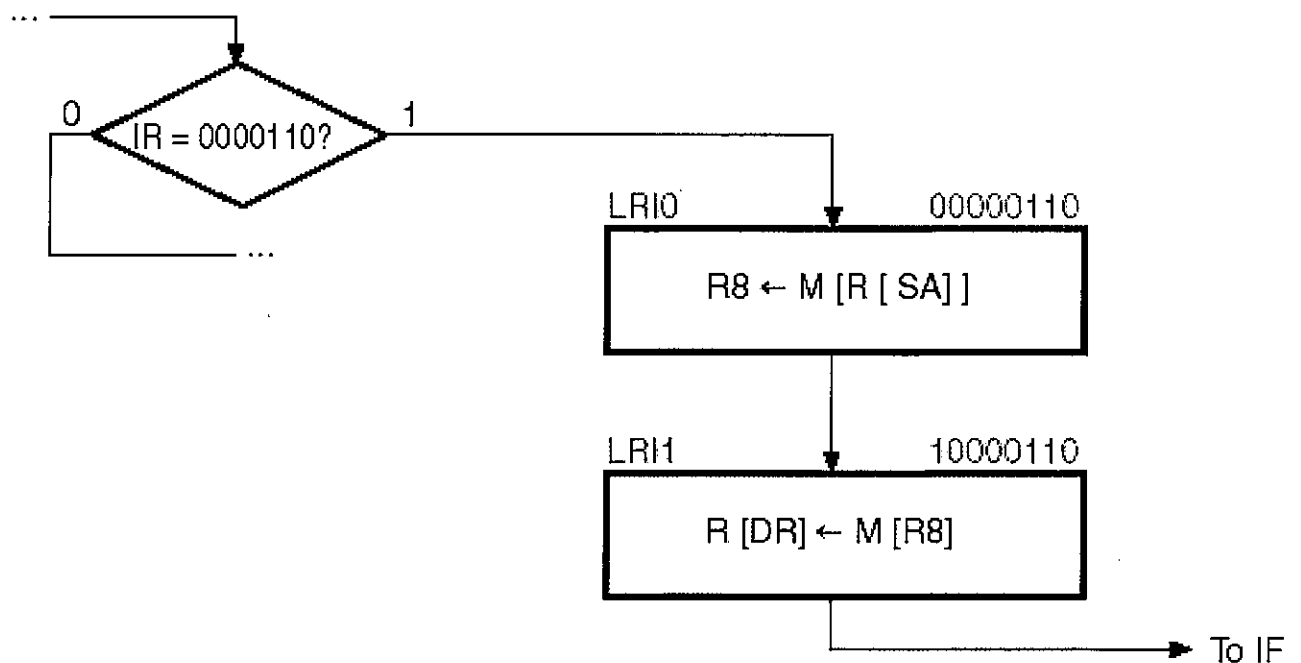 ...
0
IR = 0000110?
1
...
LRI0
00000110
R8 ← M [R [ SA] ]
LRI1
10000110
R [DR] ← M [R8]
To IF